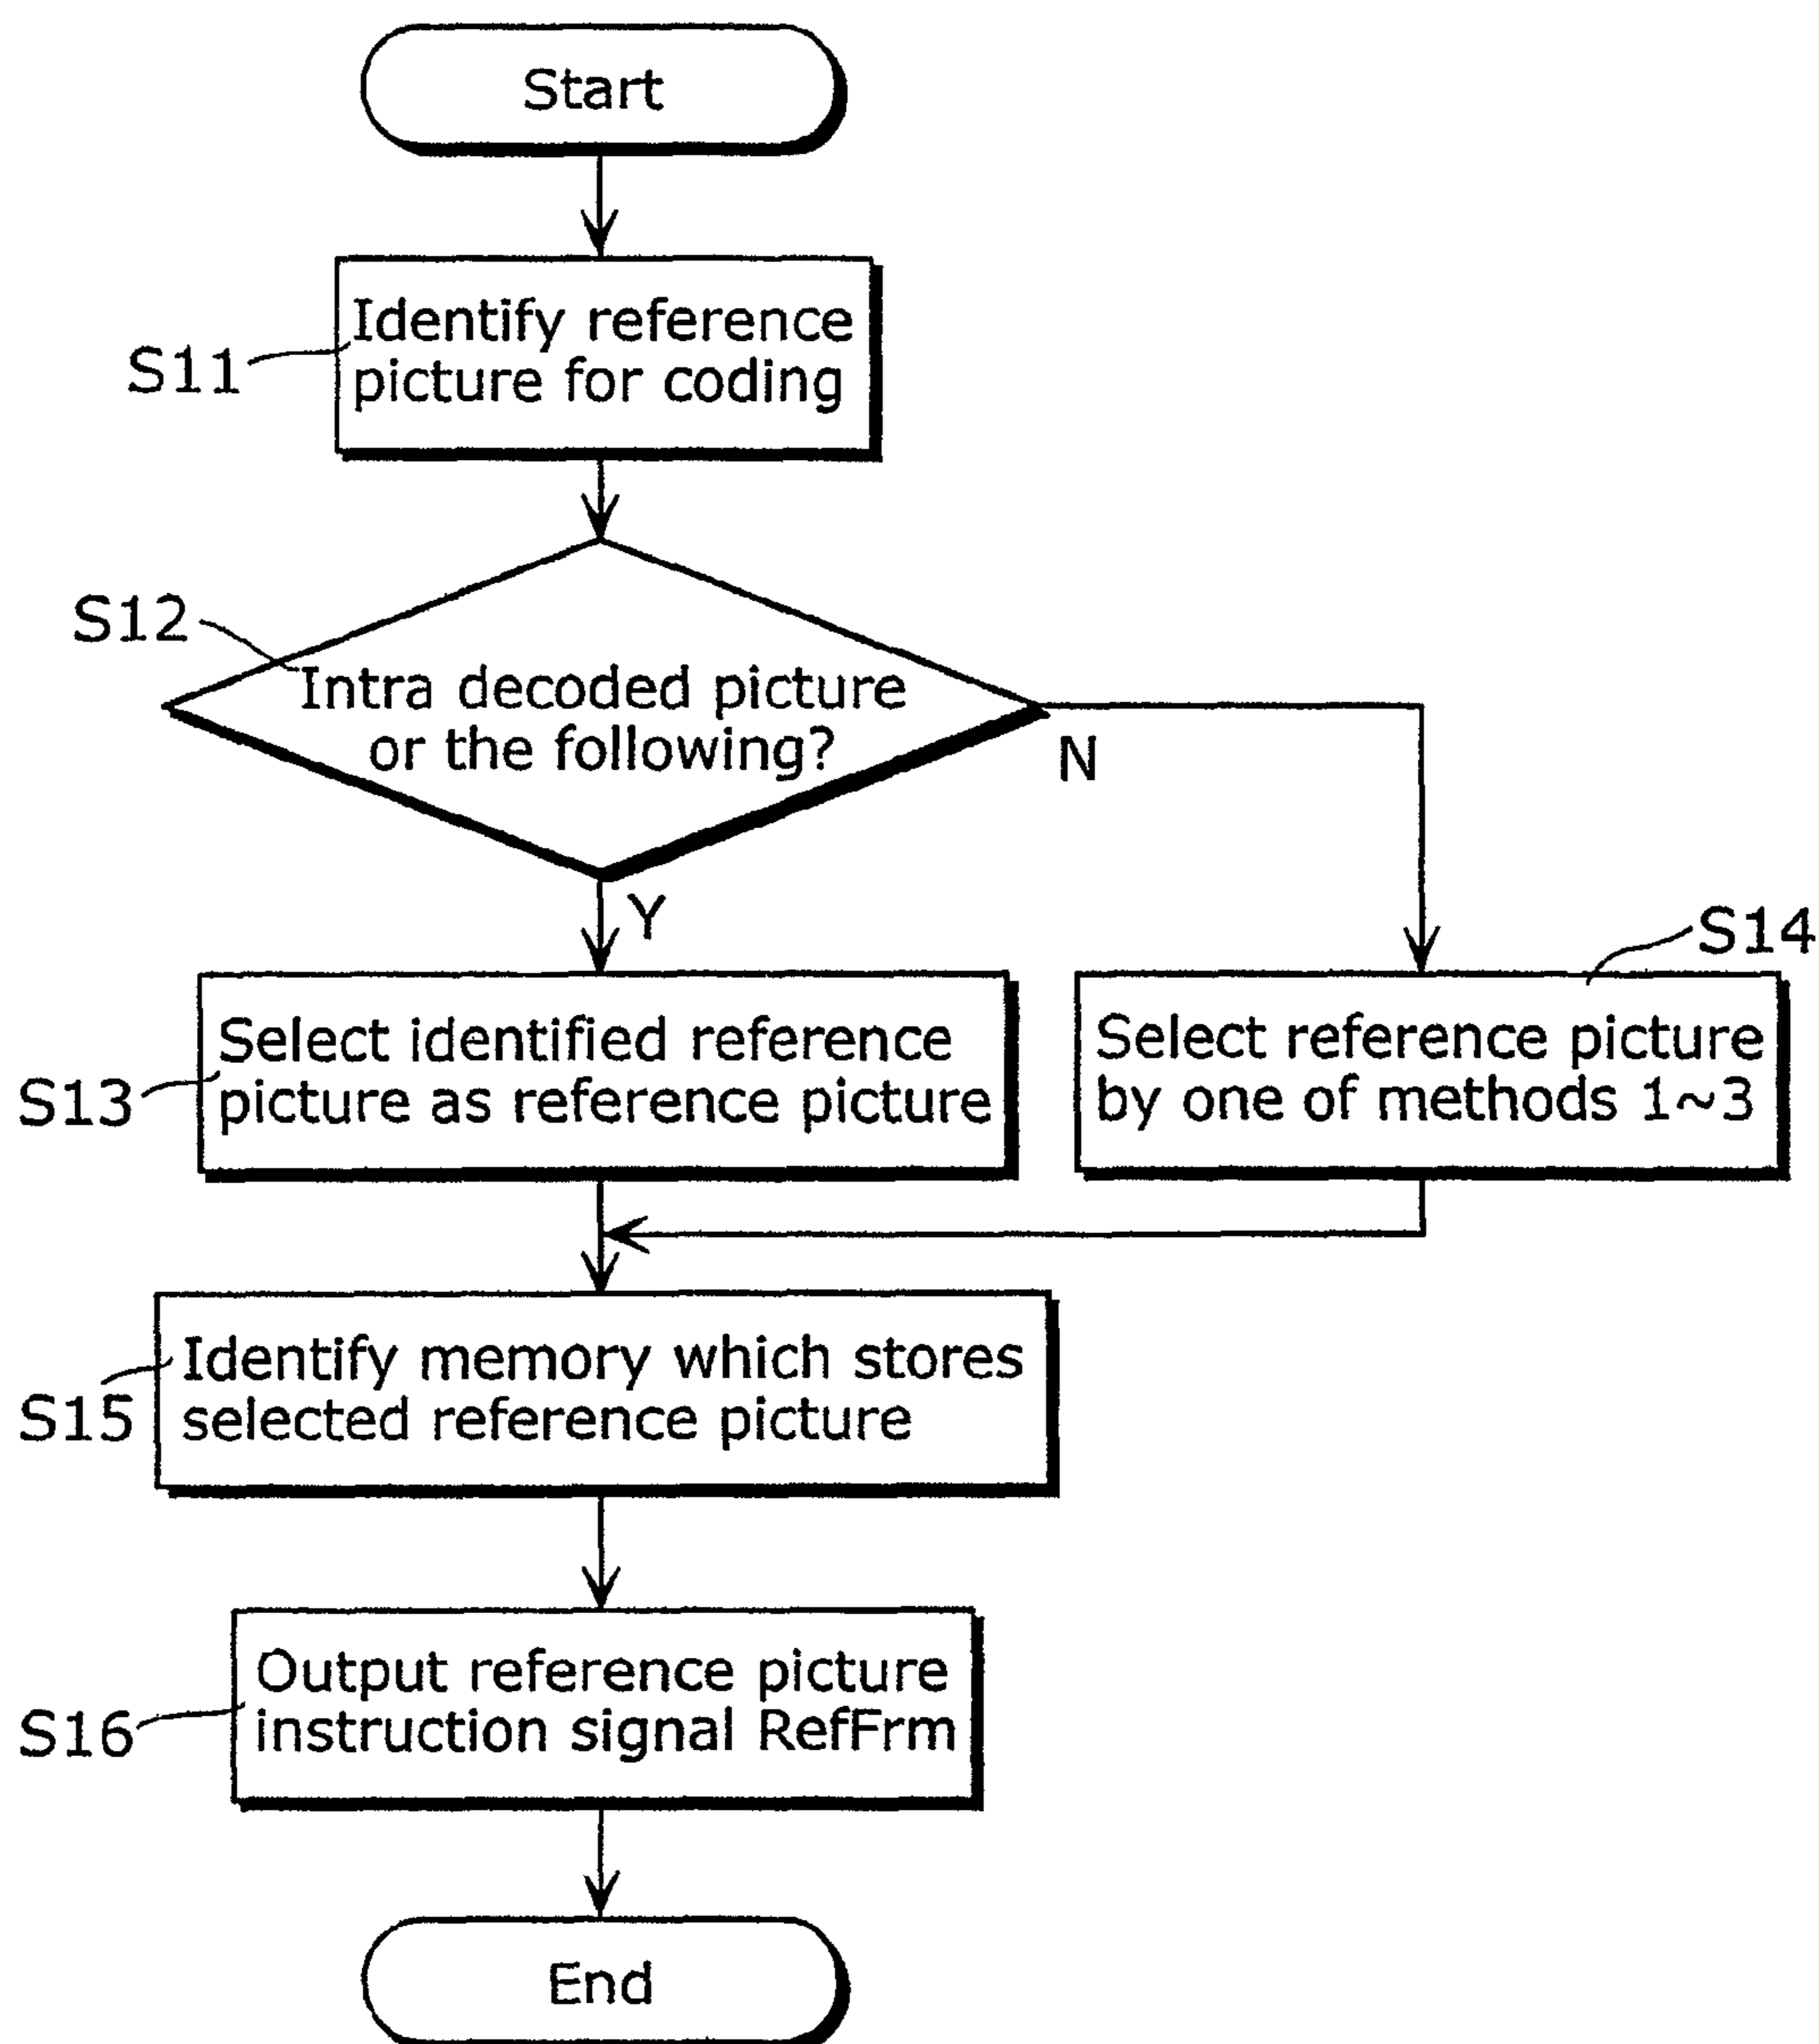 Start
S11
Identify reference
picture for coding
S12
Intra decoded picture
or the following?
N
Y
S14
S13
Select identified reference
picture as reference picture
Select reference picture
by one of methods 1~3
S15
Identify memory which stores
selected reference picture
S16
Output reference picture
instruction signal RefFrm
End